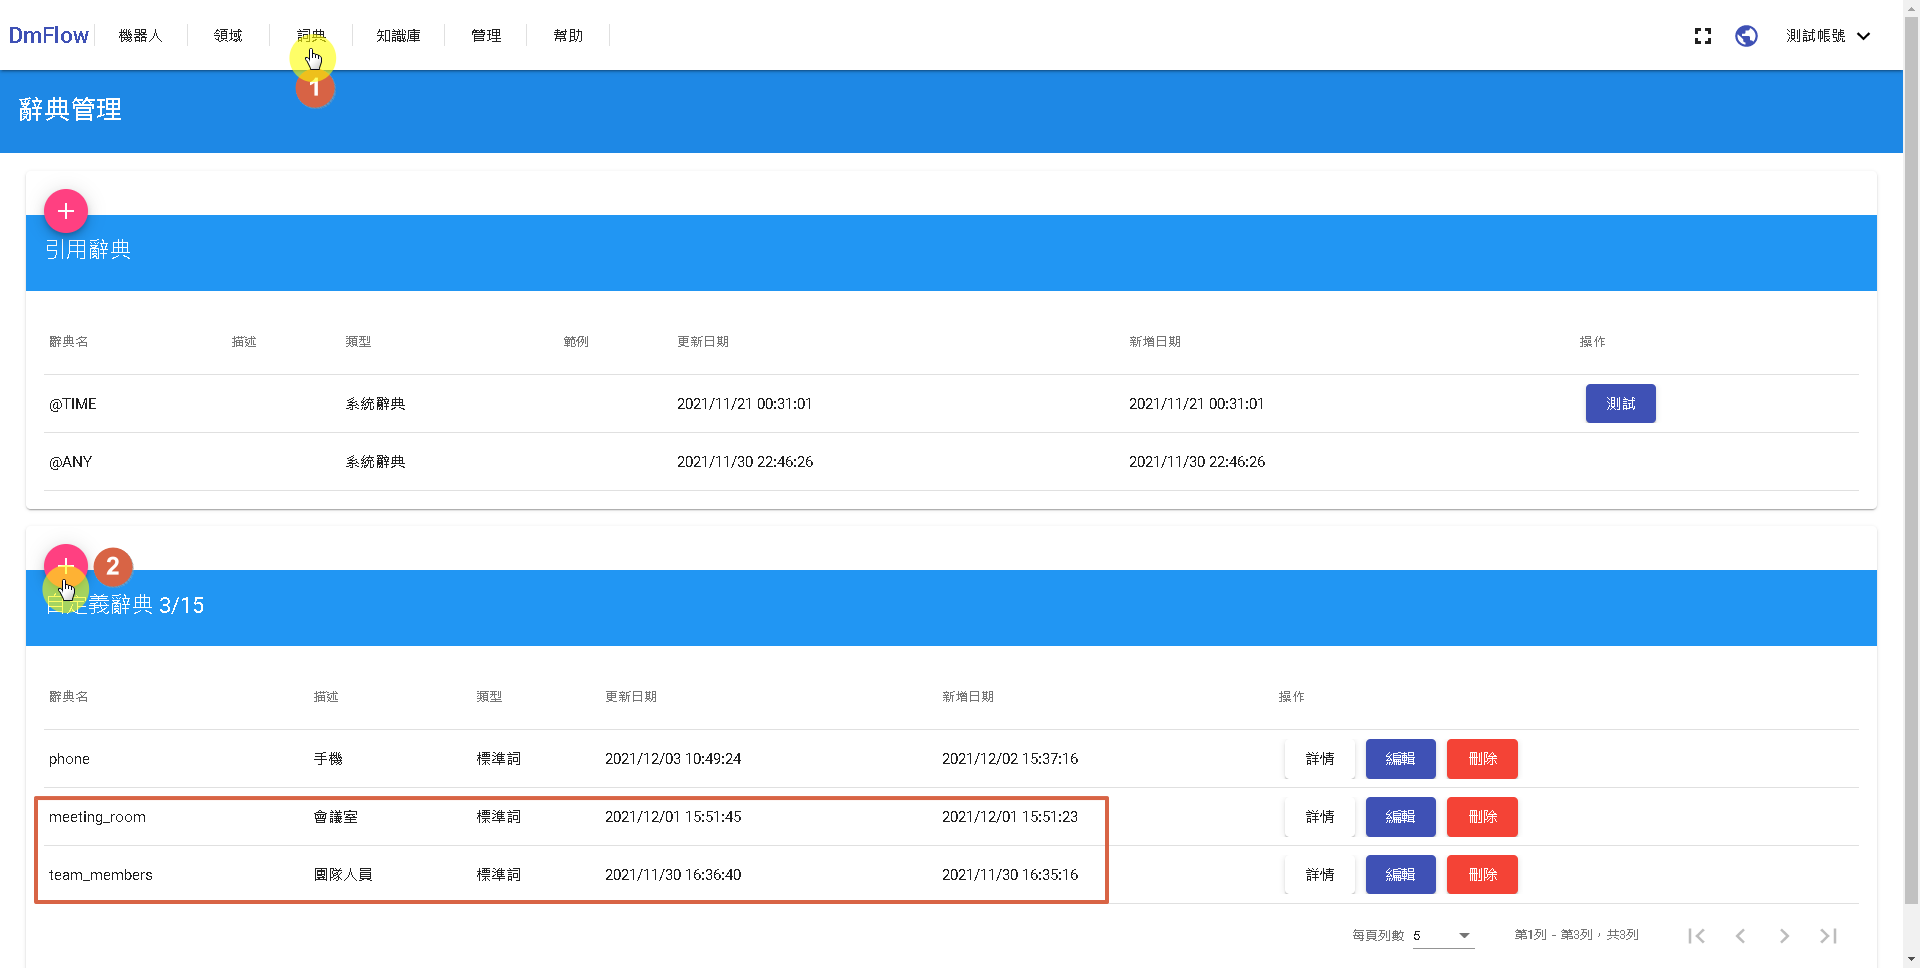 DmFlow 機器人 領域 詞典 知識庫 管理 幫助 測試帳號
1
辭典管理
引用辭典
辭典名 描述 類型 範例 更新日期 新增日期 操作
@TIME 系統辭典 2021/11/21 00:31:01 2021/11/21 00:31:01 測試
@ANY 系統辭典 2021/11/30 22:46:26 2021/11/30 22:46:26
2
自定義辭典 3/15
辭典名 描述 類型 更新日期 新增日期 操作
phone 手機 標準詞 2021/12/03 10:49:24 2021/12/02 15:37:16 詳情 編輯 刪除
meeting_room 會議室 標準詞 2021/12/01 15:51:45 2021/12/01 15:51:23 詳情 編輯 刪除
team_members 團隊人員 標準詞 2021/11/30 16:36:40 2021/11/30 16:35:16 詳情 編輯 刪除
每頁列數 5 第1列 - 第3列，共3列